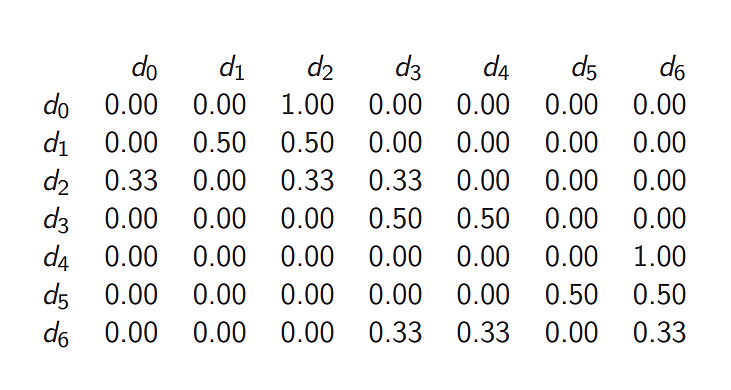 d₀ d₁ d₂ d₃ d₄ d₅ d₆
d₀ 0.00 0.00 1.00 0.00 0.00 0.00 0.00
d₁ 0.00 0.50 0.50 0.00 0.00 0.00 0.00
d₂ 0.33 0.00 0.33 0.33 0.00 0.00 0.00
d₃ 0.00 0.00 0.00 0.50 0.50 0.00 0.00
d₄ 0.00 0.00 0.00 0.00 0.00 0.00 1.00
d₅ 0.00 0.00 0.00 0.00 0.00 0.50 0.50
d₆ 0.00 0.00 0.00 0.33 0.33 0.00 0.33